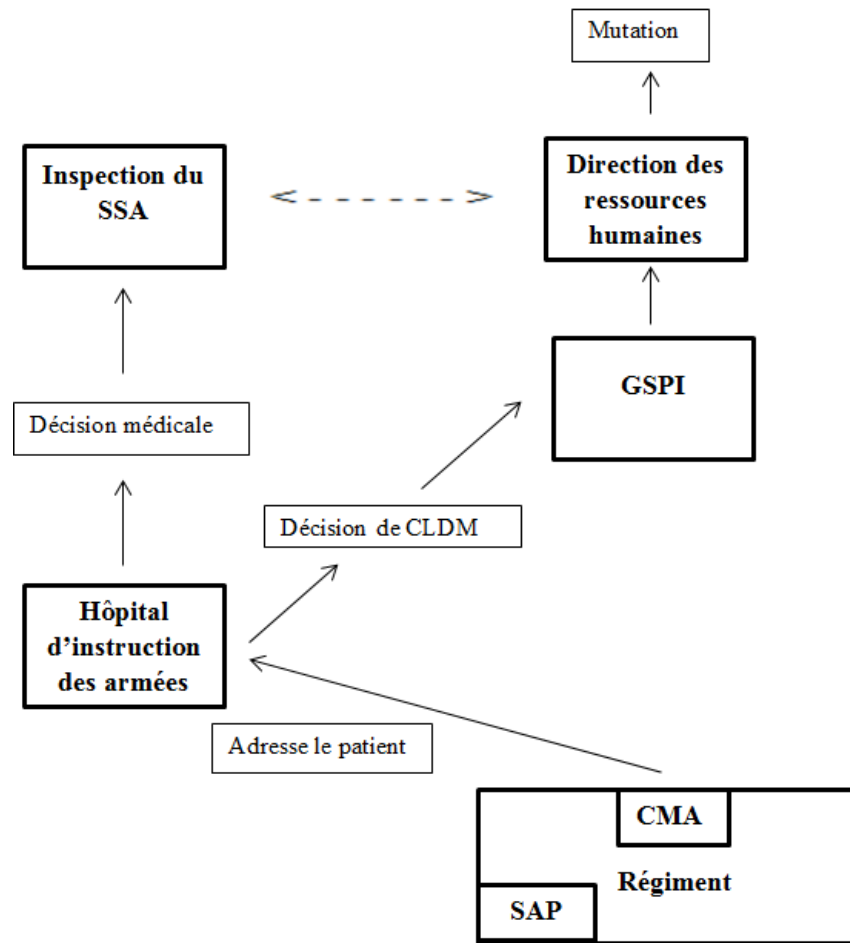 Mutation
Inspection du
SSA
Direction des
ressources
humaines
GSPI
Décision médicale
Décision de CLDM
Hôpital
d’instruction
des armées
Adresse le patient
CMA
Régiment
SAP